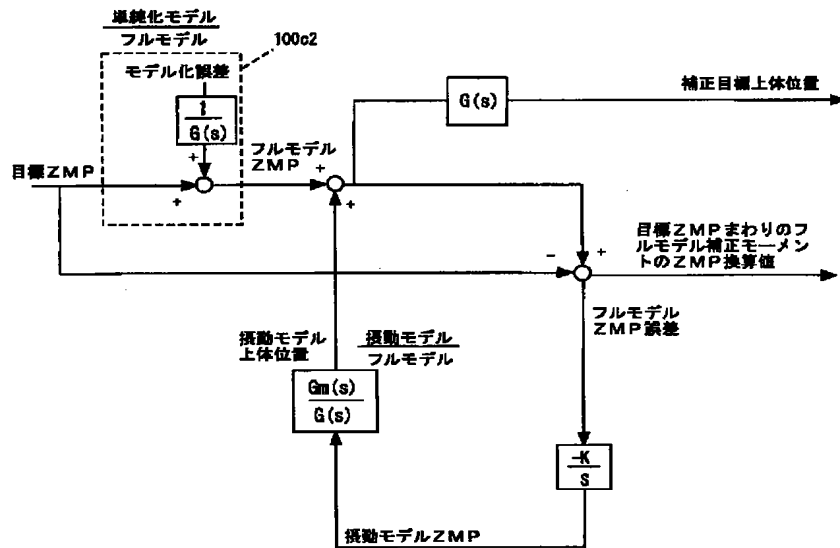 単純化モデル
フルモデル
100c2
モデル化誤差
1
G(s)
G(s)
補正目標上体位量
フルモデル
ZMP
目標ZMP
+
+
+
+
目標ZMPまわりのフ
ルモデル補正モーメン
トのZMP換算値
-
+
フルモデル
ZMP誤差
摂動モデル
上体位量
摂動モデル
フルモデル
Gm(s)
G(s)
-K
S
摂動モデルZMP